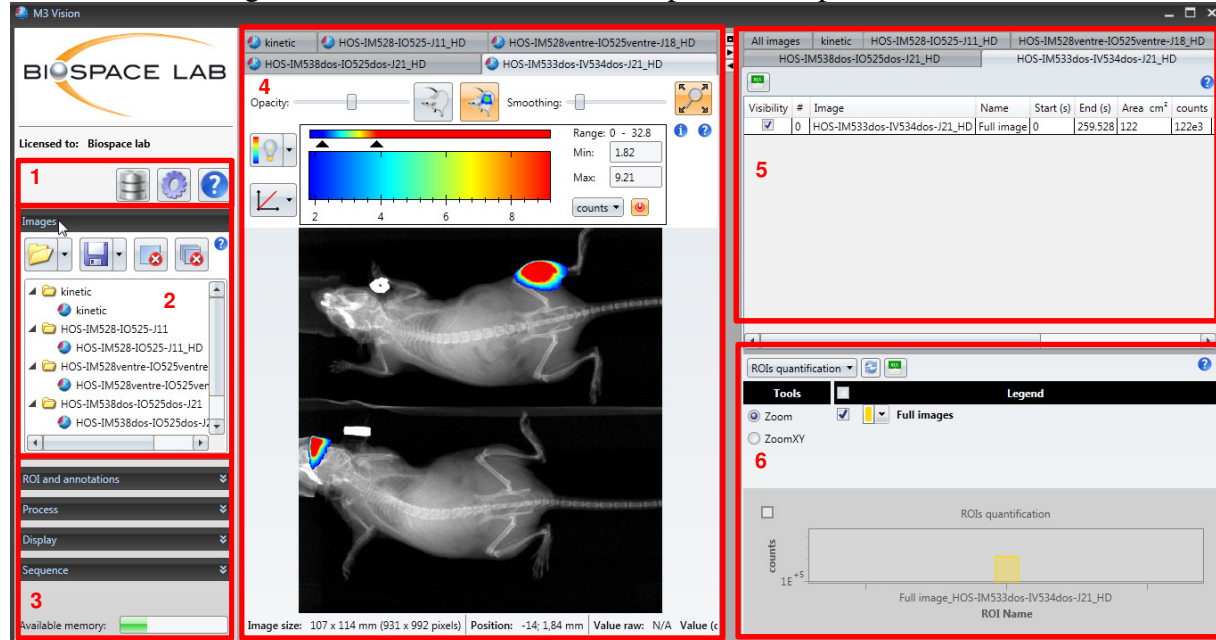 M3 Vision
BIOSPACE LAB
Licensed to: Biospace lab
1
Images
2
kinetic
kinetic
HOS-IM528-IO525-J11
HOS-IM528-IO525-J11_HD
HOS-IM528ventre-IO525ventre
HOS-IM528ventre-IO525ven
HOS-IM538dos-IO525dos-J21
HOS-IM538dos-IO525dos-J2
ROI and annotations
Process
Display
Sequence
3
Available memory:
kinetic HOS-IM528-IO525-J11_HD HOS-IM528ventre-IO525ventre-J18_HD
HOS-IM538dos-IO525dos-J21_HD HOS-IM533dos-IV534dos-J21_HD
4
Opacity: Smoothing:
Range: 0 - 32.8
Min: 1.82
Max: 9.21
counts
2 4 6 8
Image size: 107 x 114 mm (931 x 992 pixels) Position: -14; 1,84 mm Value raw: N/A Value (c
All images kinetic HOS-IM528-IO525-J11_HD HOS-IM528ventre-IO525ventre-J18_HD
HOS-IM538dos-IO525dos-J21_HD HOS-IM533dos-IV534dos-J21_HD
Visibility # Image Name Start (s) End (s) Area cm² counts
0 HOS-IM533dos-IV534dos-J21_HD Full image 0 259.528 122 122e3
5
ROIs quantification
Tools Legend
Zoom Full images
ZoomXY
6
ROIs quantification
counts
1E+5
Full image_HOS-IM533dos-IV534dos-J21_HD
ROI Name